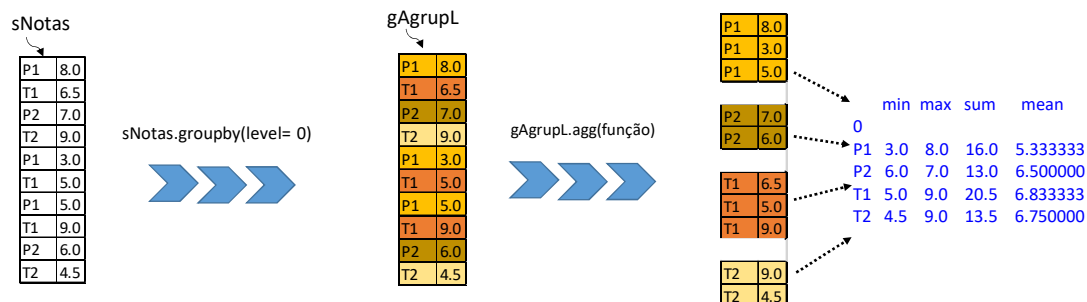 sNotas
P1 8.0
T1 6.5
P2 7.0
T2 9.0
P1 3.0
T1 5.0
P1 5.0
T1 9.0
P2 6.0
T2 4.5
sNotas.groupby(level= 0)
gAgrupL
P1 8.0
T1 6.5
P2 7.0
T2 9.0
P1 3.0
T1 5.0
P1 5.0
T1 9.0
P2 6.0
T2 4.5
gAgrupL.agg(função)
P1 8.0
P1 3.0
P1 5.0
P2 7.0
P2 6.0
T1 6.5
T1 5.0
T1 9.0
T2 9.0
T2 4.5
min max sum mean
0
P1 3.0 8.0 16.0 5.333333
P2 6.0 7.0 13.0 6.500000
T1 5.0 9.0 20.5 6.833333
T2 4.5 9.0 13.5 6.750000